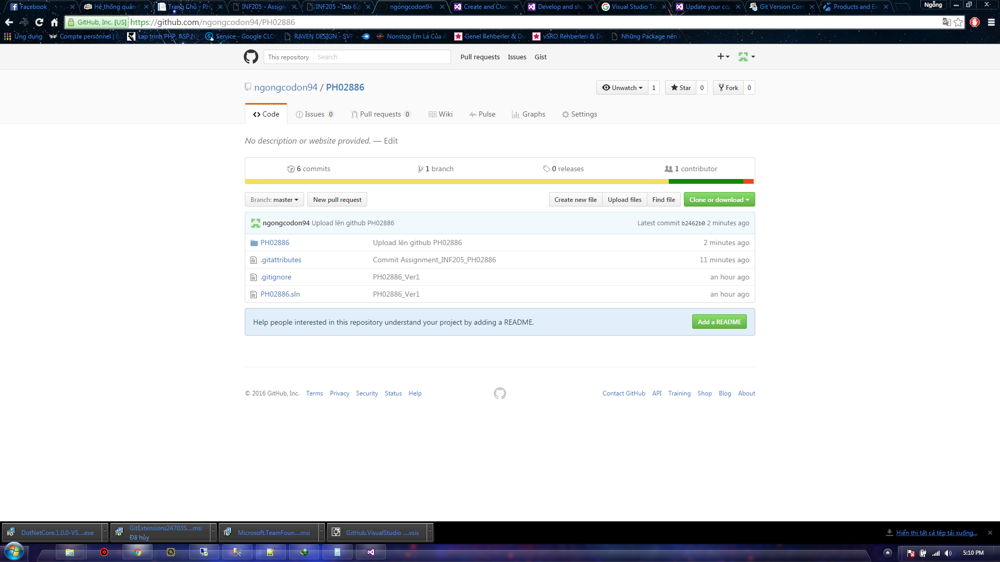 Facebook
Hệ thống quản
Trang Chủ - PH
INF205 - Assign
INF205 - Lab 6.p
ngongcodon94/
Create and Clon
Develop and sha
Visual Studio To
Update your co
Git Version Cont
Products and Ex
Ngỗng
GitHub, Inc. [US]
https://github.com/ngongcodon94/PH02886
Ứng dụng
Compte personnel |
Lap trinh PHP, ASP.N
Service - Google CLO
RAVEN DESIGN - SVP
Nonstop Em Là Của A
Genel Rehberler & Do
vSRO Rehberleri & Do
Những Package nên
This repository
Search
Pull requests
Issues
Gist
ngongcodon94 / PH02886
Unwatch
1
Star
0
Fork
0
Code
Issues 0
Pull requests 0
Wiki
Pulse
Graphs
Settings
No description or website provided. — Edit
6 commits
1 branch
0 releases
1 contributor
Branch: master
New pull request
Create new file
Upload files
Find file
Clone or download
ngongcodon94 Upload lên github PH02886
Latest commit b2462b0 2 minutes ago
PH02886
Upload lên github PH02886
2 minutes ago
.gitattributes
Commit Assignment_INF205_PH02886
11 minutes ago
.gitignore
PH02886_Ver1
an hour ago
PH02886.sln
PH02886_Ver1
an hour ago
Help people interested in this repository understand your project by adding a README.
Add a README
© 2016 GitHub, Inc.
Terms
Privacy
Security
Status
Help
Contact GitHub
API
Training
Shop
Blog
About
DotNetCore.1.0.0-VS....exe
GitExtensions24703S....msi
Đã hủy
Microsoft.TeamFoun....msi
GitHub.VisualStudio ....vsix
Hiển thị tất cả tệp tải xuống...
5:10 PM